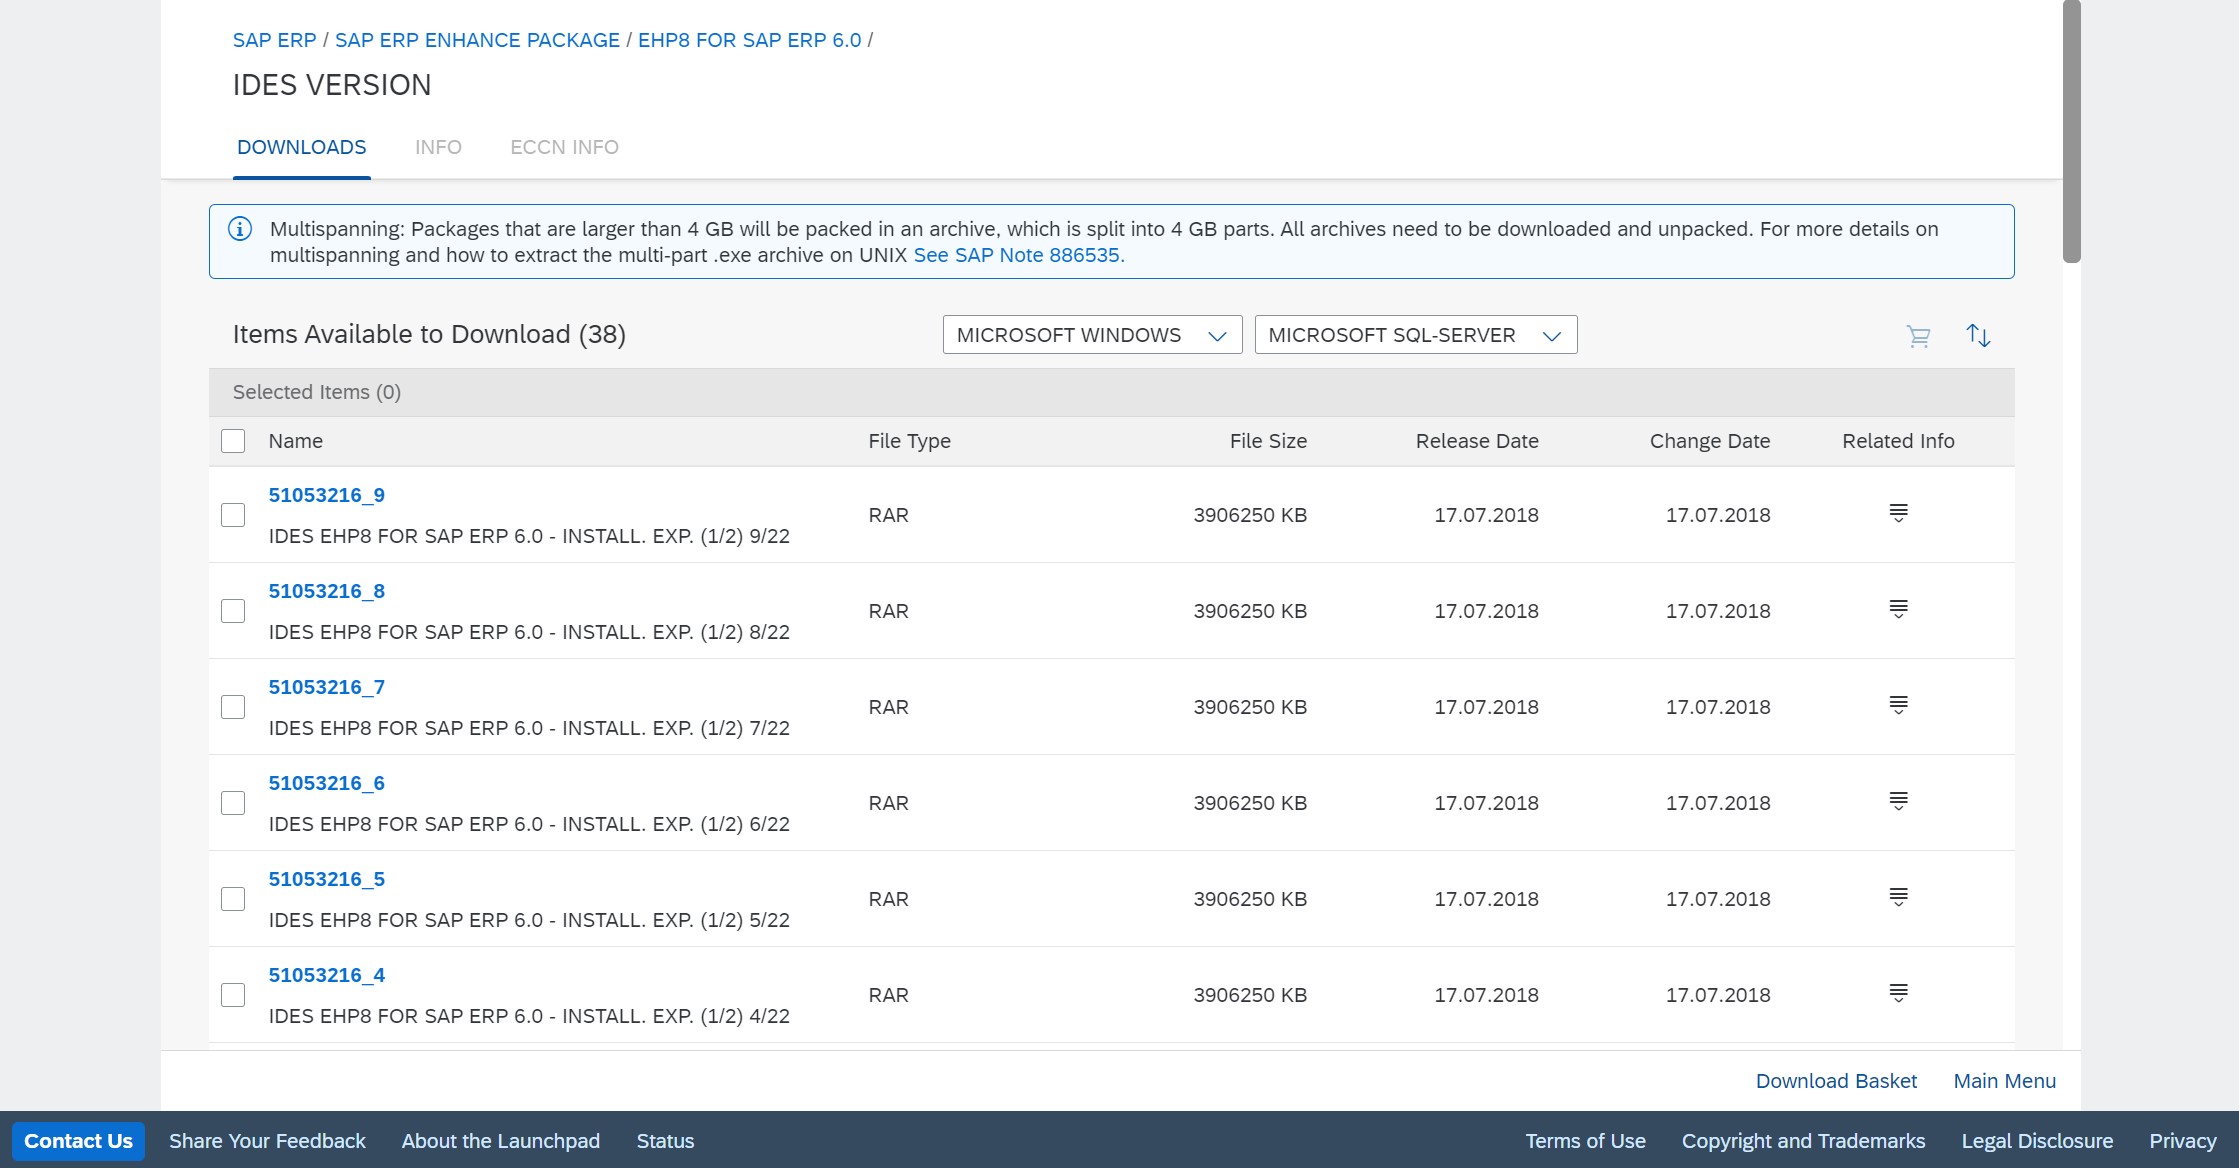 SAP ERP / SAP ERP ENHANCE PACKAGE / EHP8 FOR SAP ERP 6.0 /
IDES VERSION
DOWNLOADS INFO ECCN INFO
Multispanning: Packages that are larger than 4 GB will be packed in an archive, which is split into 4 GB parts. All archives need to be downloaded and unpacked. For more details on
multispanning and how to extract the multi-part .exe archive on UNIX See SAP Note 886535.
Items Available to Download (38) MICROSOFT WINDOWS MICROSOFT SQL-SERVER
Selected Items (0)
Name File Type File Size Release Date Change Date Related Info
51053216_9
IDES EHP8 FOR SAP ERP 6.0 - INSTALL. EXP. (1/2) 9/22 RAR 3906250 KB 17.07.2018 17.07.2018
51053216_8
IDES EHP8 FOR SAP ERP 6.0 - INSTALL. EXP. (1/2) 8/22 RAR 3906250 KB 17.07.2018 17.07.2018
51053216_7
IDES EHP8 FOR SAP ERP 6.0 - INSTALL. EXP. (1/2) 7/22 RAR 3906250 KB 17.07.2018 17.07.2018
51053216_6
IDES EHP8 FOR SAP ERP 6.0 - INSTALL. EXP. (1/2) 6/22 RAR 3906250 KB 17.07.2018 17.07.2018
51053216_5
IDES EHP8 FOR SAP ERP 6.0 - INSTALL. EXP. (1/2) 5/22 RAR 3906250 KB 17.07.2018 17.07.2018
51053216_4
IDES EHP8 FOR SAP ERP 6.0 - INSTALL. EXP. (1/2) 4/22 RAR 3906250 KB 17.07.2018 17.07.2018
Download Basket Main Menu
Contact Us Share Your Feedback About the Launchpad Status Terms of Use Copyright and Trademarks Legal Disclosure Privacy